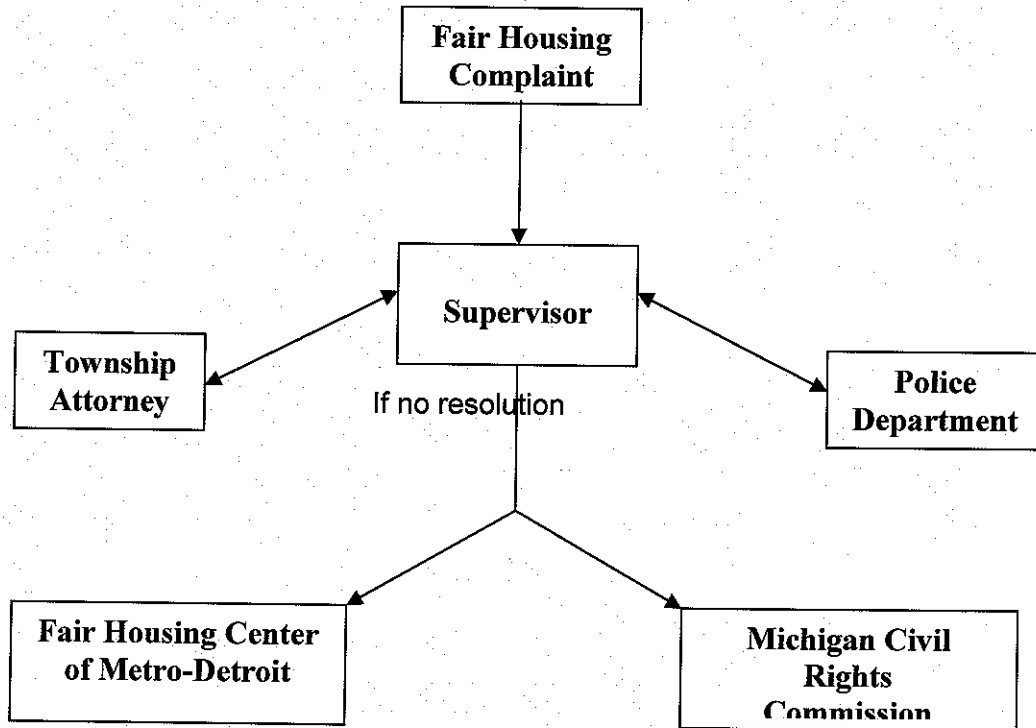 Fair Housing
Complaint
Supervisor
Township
Attorney
Police
Department
If no resolution
Fair Housing Center
of Metro-Detroit
Michigan Civil
Rights
Commission